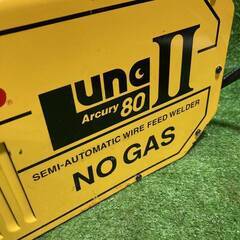 Luna II
Arcury 80
SEMI-AUTOMATIC WIRE FEED WELDER
NO GAS